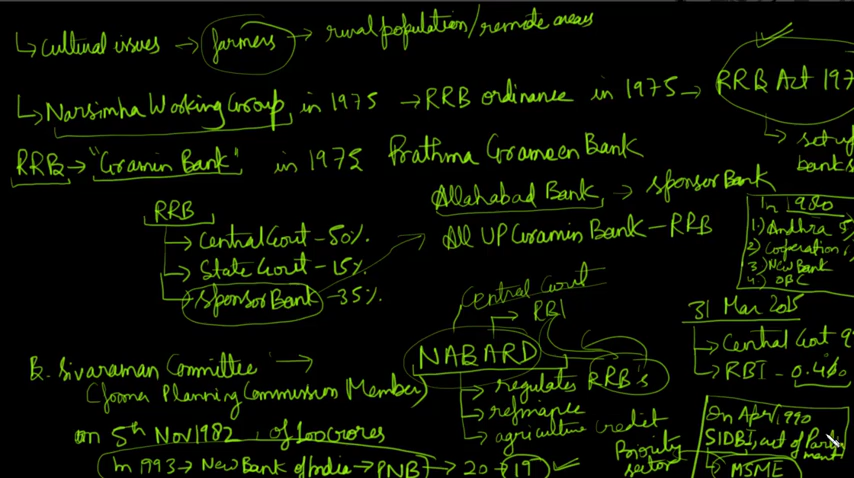 ↳ Cultural issues → farmers → rural population/remote areas
↳ Narsimha Working Group, in 1975 → RRB ordinance in 1975 → RRB Act 197
↳ set up
banks
RRB → "Gramin Bank" in 1975 Prathma Grameen Bank
Allahabad Bank → Sponsor Bank
All UP Gramin Bank - RRB
RRB
→ Central Govt - 50%
→ State Govt - 15%
→ Sponsor Bank - 35%
In 1980
1.) Andhra
2) Corporation
3) New Bank
4.) OBC
31 Mar 2015
→ Central Govt 9
→ RBI - 0.4%
Central Govt
→ RBI
NABARD
→ regulates RRB's
→ refinance
→ agriculture credit
B. Sivaraman Committee →
(former Planning Commission Member)
on 5th Nov 1982, of 100 crores
In 1993 → New Bank of India → PNB → 20 → 19
Priority
sector
On April 1990
SIDBI, act of Parlia
ment
↳ MSME